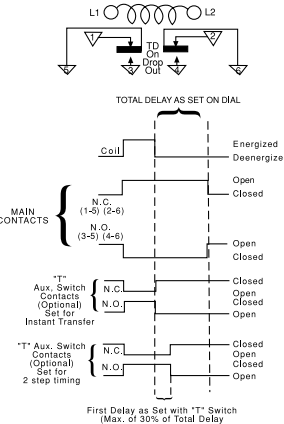 L1 L2
1 2
TD
On
Drop
Out
5 3 4 6
TOTAL DELAY AS SET ON DIAL
Coil
Energized
Deenergize
Open
Closed
N.C.
(1-5) (2-6)
MAIN
CONTACTS
N.O.
(3-5) (4-6)
Open
Closed
"T"
Aux, Switch
Contacts
(Optional)
Set for
Instant Transfer
N.C.
N.O.
Closed
Open
Closed
Open
"T" Aux. Switch
Contacts
(Optional)
Set for
2 step timing
N.C.
N.O.
Closed
Open
Closed
Open
First Delay as Set with "T" Switch
(Max. of 30% of Total Delay